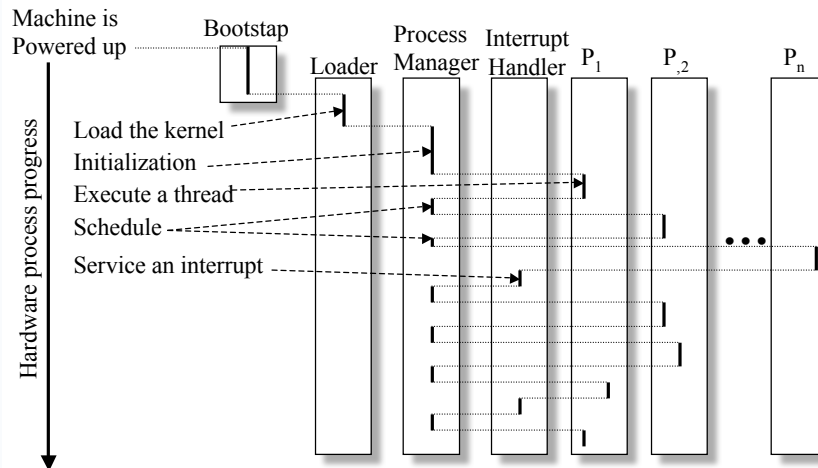 Machine is
Powered up
Bootstap
Loader
Process
Manager
Interrupt
Handler
P1
P,2
Pn
Load the kernel
Initialization
Execute a thread
Schedule
Service an interrupt
Hardware process progress